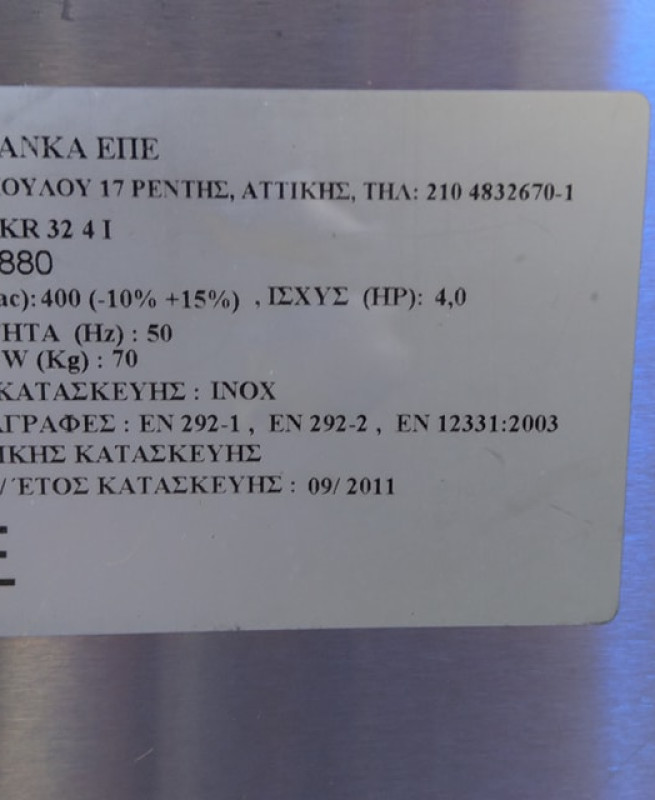 ΑΝΚΑ ΕΠΕ
ΟΥΛΟΥ 17 ΡΕΝΤΗΣ, ΑΤΤΙΚΗΣ, ΤΗΛ: 210 4832670-1
KR 32 4 I
880
ac): 400 (-10% +15%) , ΙΣΧΥΣ (HP): 4,0
ΗΤΑ (Hz) : 50
W (Kg) : 70
ΚΑΤΑΣΚΕΥΗΣ : INOX
ΑΓΡΑΦΕΣ : EN 292-1 , EN 292-2 , EN 12331:2003
ΙΚΗΣ ΚΑΤΑΣΚΕΥΗΣ
/ ΈΤΟΣ ΚΑΤΑΣΚΕΥΗΣ : 09/ 2011